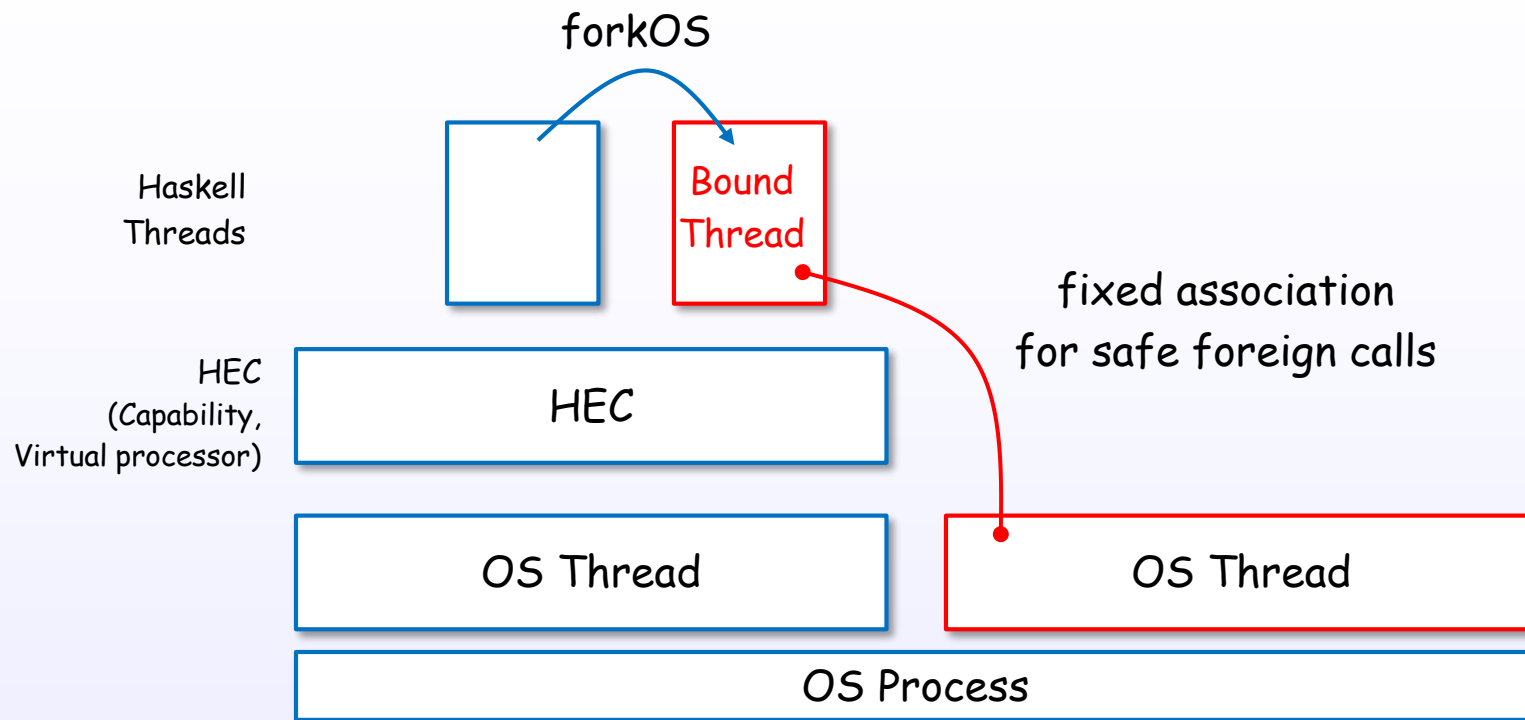 forkOS
Haskell
Threads
Bound
Thread
fixed association
for safe foreign calls
HEC
(Capability,
Virtual processor)
HEC
OS Thread
OS Thread
OS Process